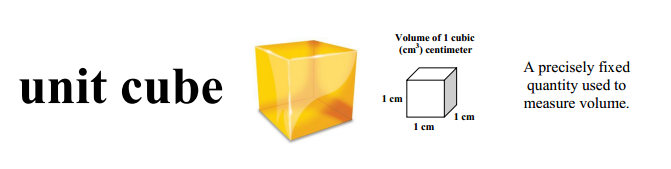 unit cube
Volume of 1 cubic
(cm³) centimeter
1 cm
1 cm
1 cm
A precisely fixed
quantity used to
measure volume.